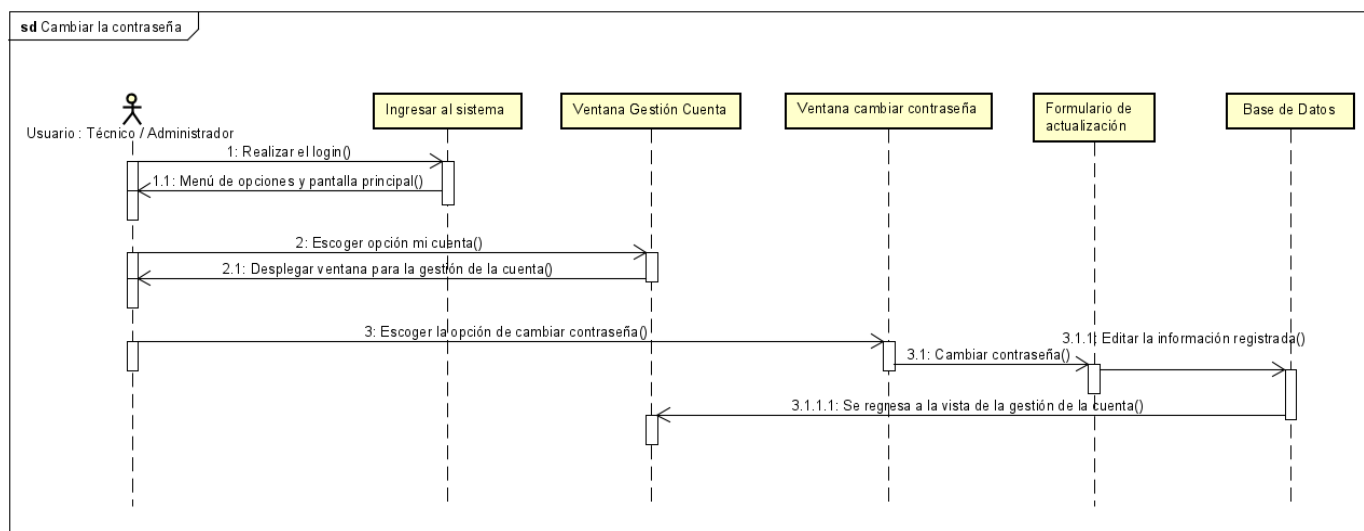 sd Cambiar la contraseña
Usuario : Técnico / Administrador
Ingresar al sistema
Ventana Gestión Cuenta
Ventana cambiar contraseña
Formulario de
actualización
Base de Datos
1: Realizar el login()
1.1: Menú de opciones y pantalla principal()
2: Escoger opción mi cuenta()
2.1: Desplegar ventana para la gestión de la cuenta()
3: Escoger la opción de cambiar contraseña()
3.1: Cambiar contraseña()
3.1.1: Editar la información registrada()
3.1.1.1: Se regresa a la vista de la gestión de la cuenta()